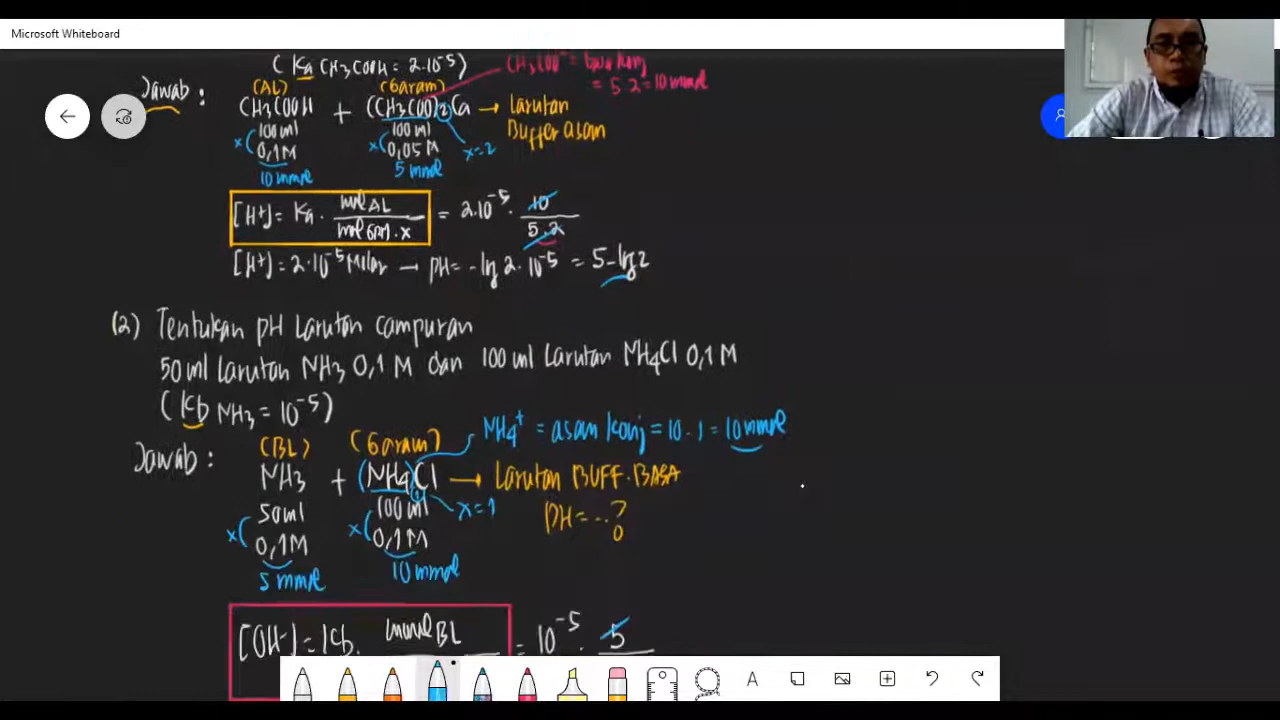 Microsoft Whiteboard
(Ka CH3COOH = 2.10⁻⁵)
CH3COO⁻ = basa konj
= 5.2 = 10 mmol
Jawab : (AL) (Garam)
CH3COOH + (CH3COO)2Ca → Larutan
Buffer asam
100 ml 100 ml
x( 0,1 M x( 0,05 M x=2
10 mmol 5 mmol
[H+] = Ka . mol AL / mol GRM . x = 2.10⁻⁵ . 10 / 5.2
[H+] = 2.10⁻⁵ Molar → pH = -log 2.10⁻⁵ = 5-log 2
(2) Tentukan pH Larutan campuran
50 ml Larutan NH3 0,1 M dan 100 ml Larutan NH4Cl 0,1 M
(Kb NH3 = 10⁻⁵)
NH4⁺ = asam konj = 10.1 = 10 mmol
Jawab : (BL) (Garam)
NH3 + (NH4)Cl → Larutan BUFF. BASA
50 ml 100 ml x=1 pH = ...?
x( 0,1 M x( 0,1 M
5 mmol 10 mmol
[OH-] = Kb. mmol BL = 10⁻⁵ . 5